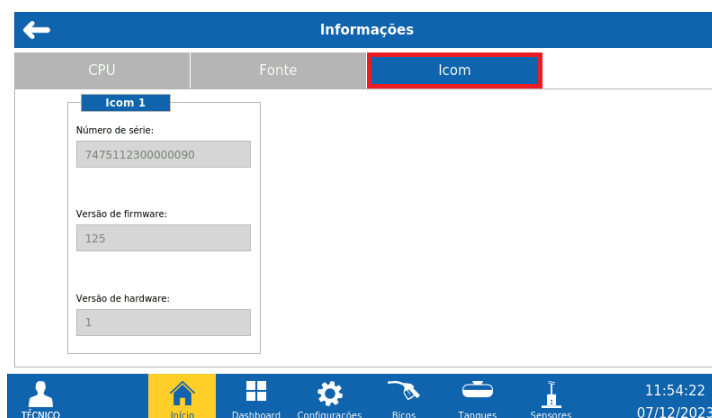 Informações
CPU Fonte Icom
Icom 1
Número de série:
7475112300000090
Versão de firmware:
125
Versão de hardware:
1
TÉCNICO Início Dashboard Configurações Bicos Tanques Sensores 11:54:22
07/12/2023